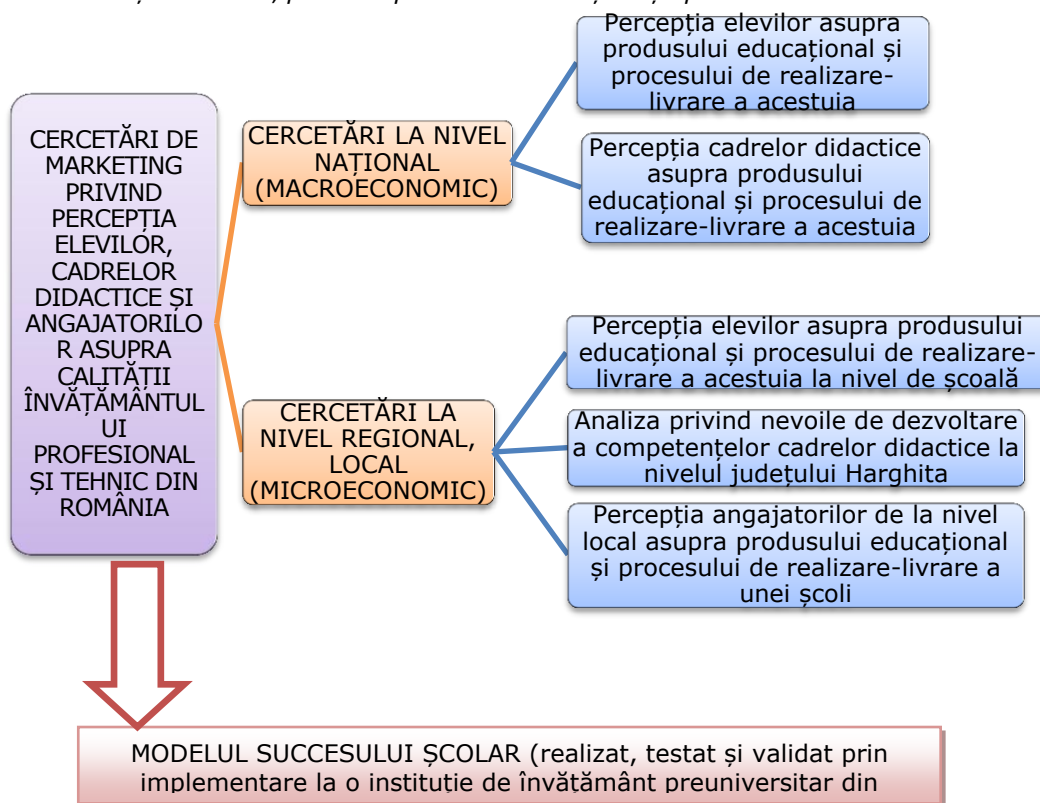 CERCETĂRI DE
MARKETING
PRIVIND
PERCEPȚIA
ELEVILOR,
CADRELOR
DIDACTICE ȘI
ANGAJATORILO
R ASUPRA
CALITĂȚII
ÎNVĂȚĂMÂNTUL
UI
PROFESIONAL
ȘI TEHNIC DIN
ROMÂNIA
CERCETĂRI LA NIVEL
NAȚIONAL
(MACROECONOMIC)
Percepția elevilor asupra
produsului educațional și
procesului de realizare-
livrare a acestuia
Percepția cadrelor didactice
asupra produsului
educațional și procesului de
realizare-livrare a acestuia
CERCETĂRI LA
NIVEL REGIONAL,
LOCAL
(MICROECONOMIC)
Percepția elevilor asupra produsului
educațional și procesului de realizare-
livrare a acestuia la nivel de școală
Analiza privind nevoile de dezvoltare
a competențelor cadrelor didactice la
nivelul județului Harghita
Percepția angajatorilor de la nivel
local asupra produsului educațional
și procesului de realizare-livrare a
unei școli
MODELUL SUCCESULUI ȘCOLAR (realizat, testat și validat prin
implementare la o instituție de învățământ preuniversitar din